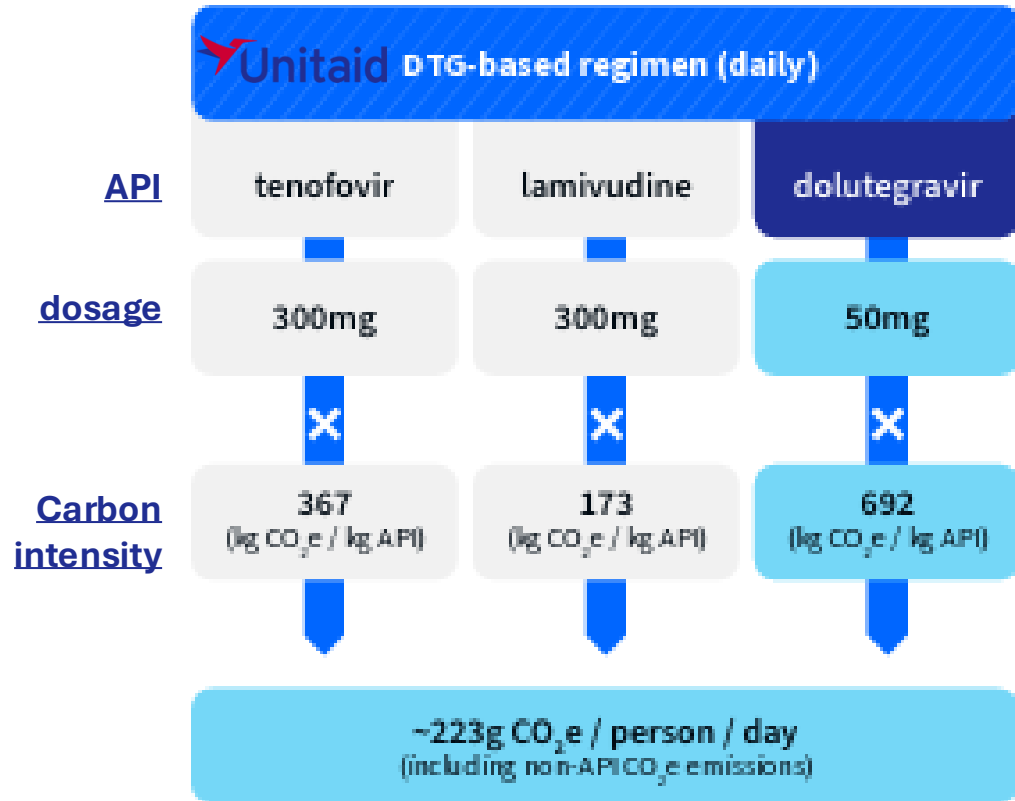 Unitaid DTG-based regimen (daily)
API tenofovir lamivudine dolutegravir
dosage 300mg 300mg 50mg
× × ×
Carbon intensity
367 173 692
(kg CO₂e / kg API) (kg CO₂e / kg API) (kg CO₂e / kg API)
~223g CO₂e / person / day
(including non-API CO₂e emissions)